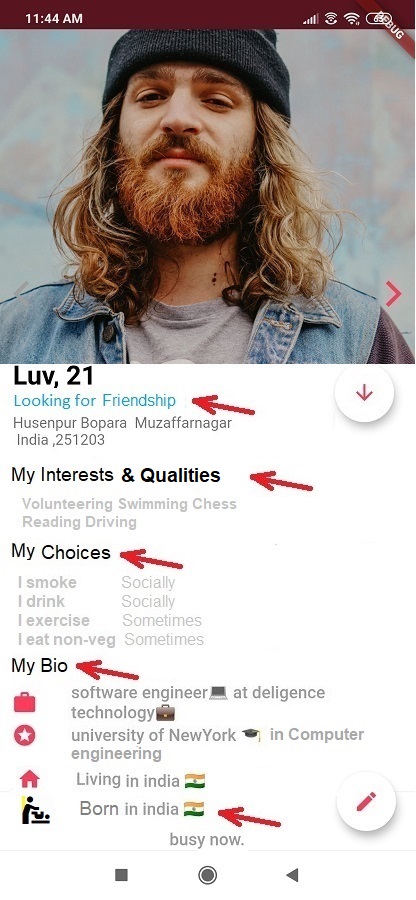 11:44 AM
Luv, 21
Looking for Friendship
Husenpur Bopara Muzaffarnagar
India ,251203
My Interests & Qualities
Volunteering Swimming Chess
Reading Driving
My Choices
I smoke Socially
I drink Socially
I exercise Sometimes
I eat non-veg Sometimes
My Bio
software engineer💻 at deligence
technology💼
university of NewYork 🎓 in Computer
engineering
Living in india 🇮🇳
Born in india 🇮🇳
busy now.